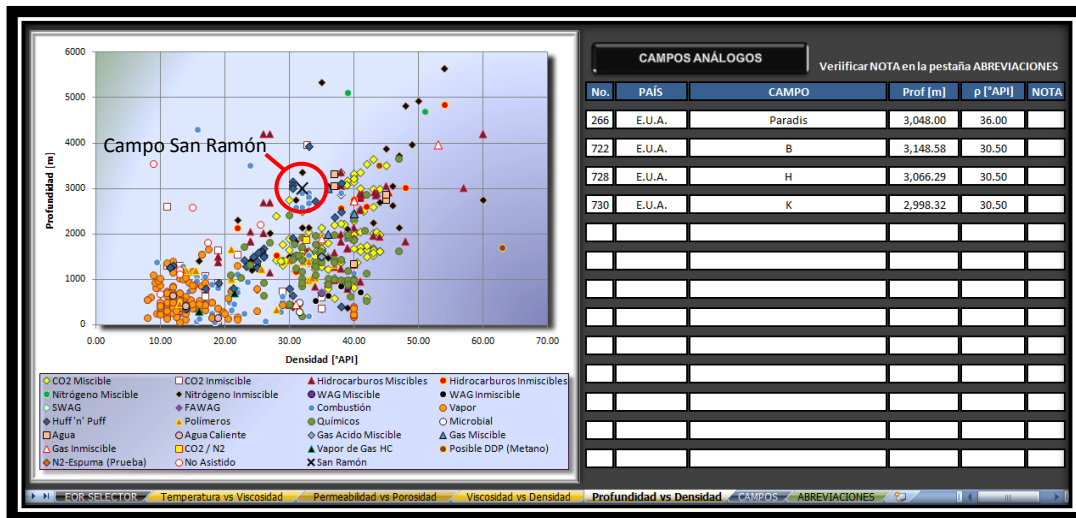 6000
5000
4000
3000
2000
1000
0
Profundidad [m]
Campo San Ramón
0.00 10.00 20.00 30.00 40.00 50.00 60.00 70.00
Densidad [°API]
CO2 Miscible CO2 Inmiscible Hidrocarburos Miscibles Hidrocarburos Inmiscibles
Nitrógeno Miscible Nitrógeno Inmiscible WAG Miscible WAG Inmiscible
SWAG FAWAG Combustión Vapor
Huff 'n' Puff Polímeros Químicos Microbial
Agua Agua Caliente Gas Acido Miscible Gas Miscible
Gas Inmiscible CO2 / N2 Vapor de Gas HC Posible DDP (Metano)
N2-Espuma (Prueba) No Asistido San Ramón
CAMPOS ANÁLOGOS
Veriificar NOTA en la pestaña ABREVIACIONES
No. PAÍS CAMPO Prof [m] ρ [°API] NOTA
266 E.U.A. Paradis 3,048.00 36.00
722 E.U.A. B 3,148.58 30.50
728 E.U.A. H 3,066.29 30.50
730 E.U.A. K 2,998.32 30.50
EOR SELECTOR Temperatura vs Viscosidad Permeabilidad vs Porosidad Viscosidad vs Densidad Profundidad vs Densidad CAMPOS ABREVIACIONES